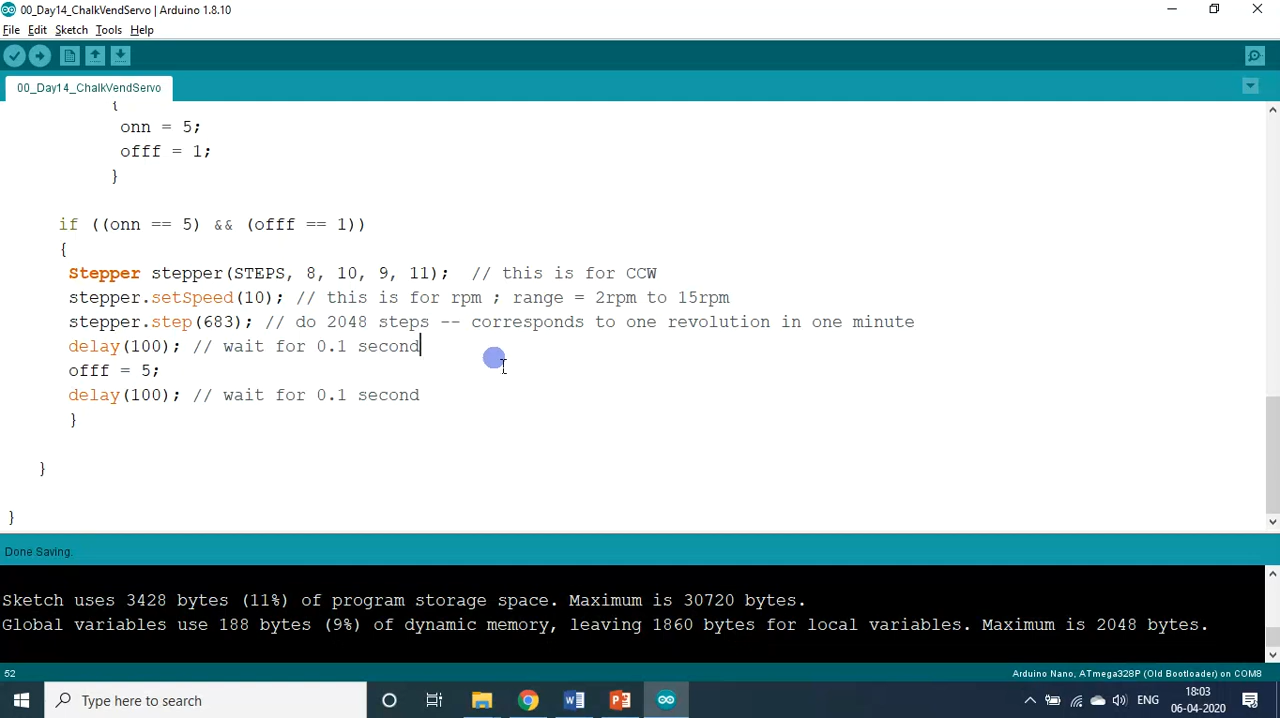 00_Day14_ChalkVendServo | Arduino 1.8.10
File Edit Sketch Tools Help
00_Day14_ChalkVendServo
{
onn = 5;
offf = 1;
}
if ((onn == 5) && (offf == 1))
{
Stepper stepper(STEPS, 8, 10, 9, 11); // this is for CCW
stepper.setSpeed(10); // this is for rpm ; range = 2rpm to 15rpm
stepper.step(683); // do 2048 steps -- corresponds to one revolution in one minute
delay(100); // wait for 0.1 second
offf = 5;
delay(100); // wait for 0.1 second
}
}
}
Done Saving.
Sketch uses 3428 bytes (11%) of program storage space. Maximum is 30720 bytes.
Global variables use 188 bytes (9%) of dynamic memory, leaving 1860 bytes for local variables. Maximum is 2048 bytes.
52 Arduino Nano, ATmega328P (Old Bootloader) on COM8
Type here to search
ENG
18:03
06-04-2020